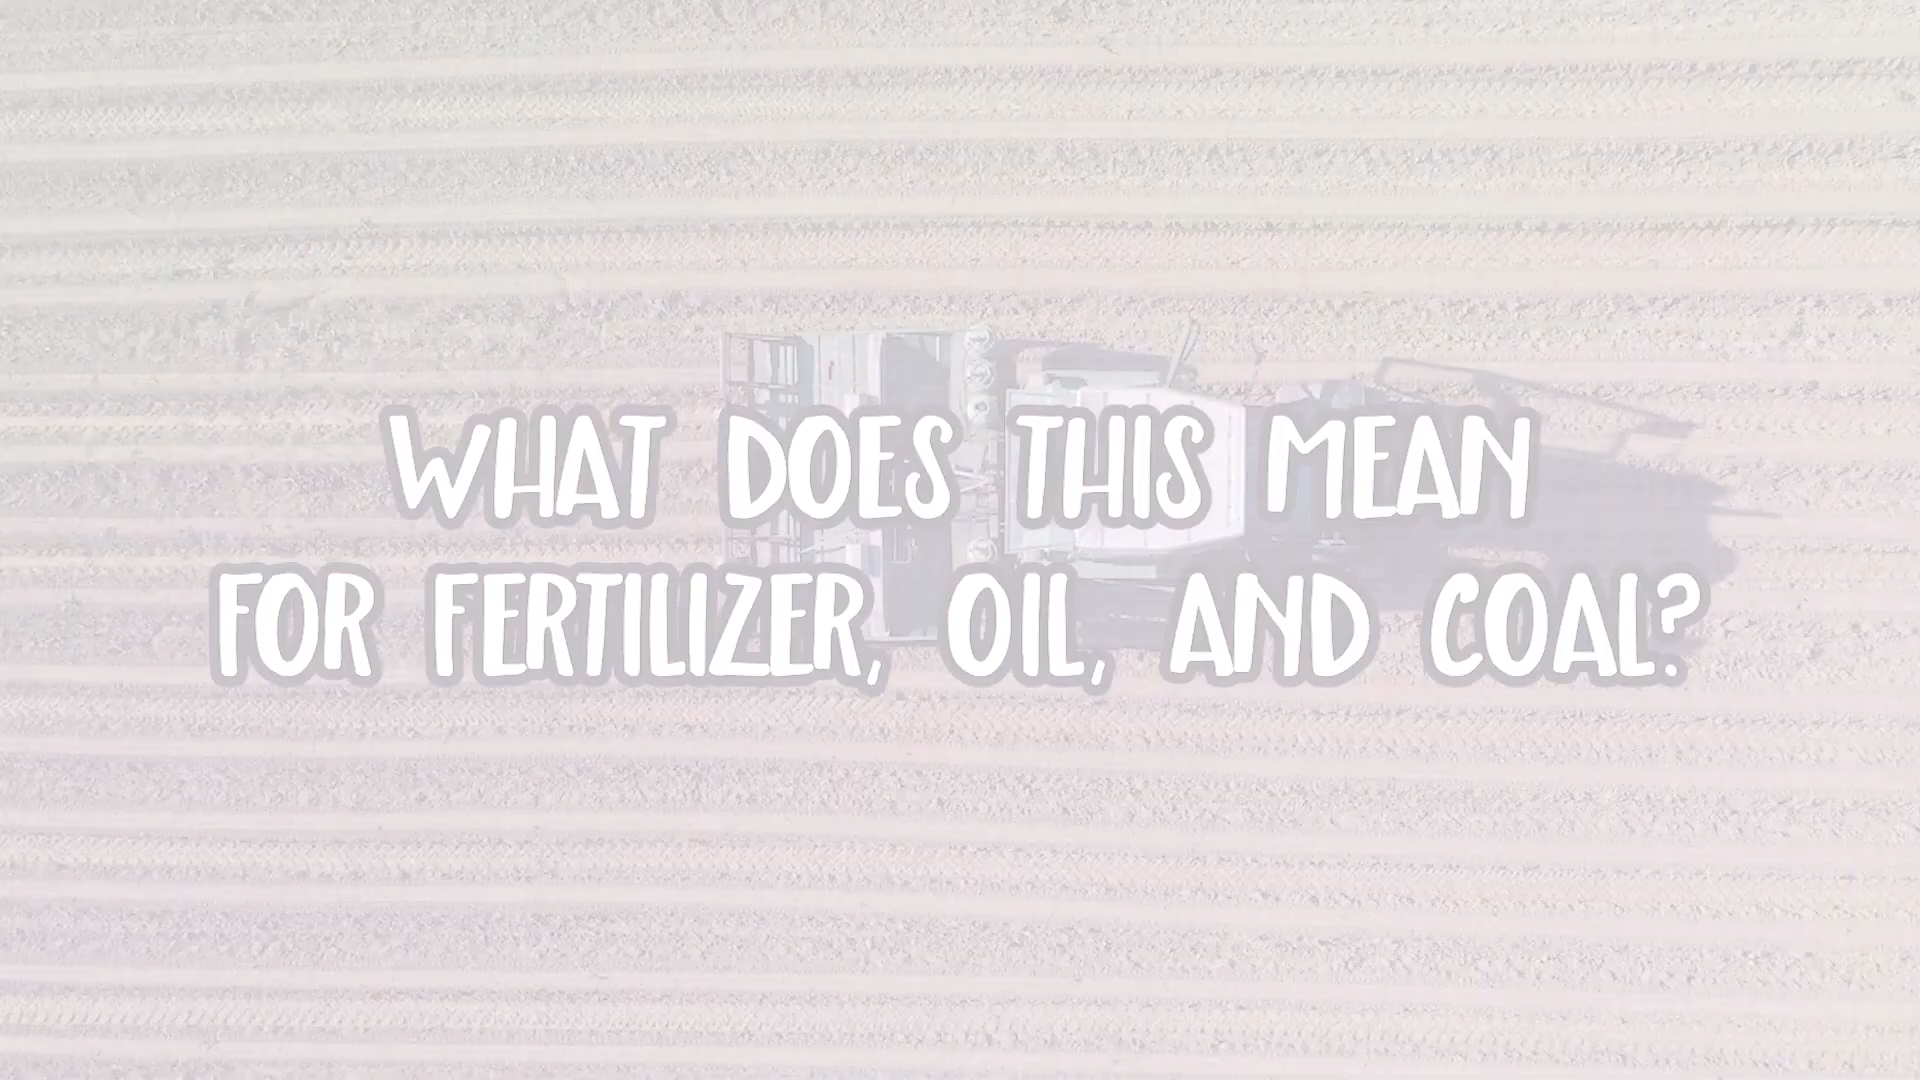 WHAT DOES THIS MEAN
FOR FERTILIZER, OIL, AND COAL?